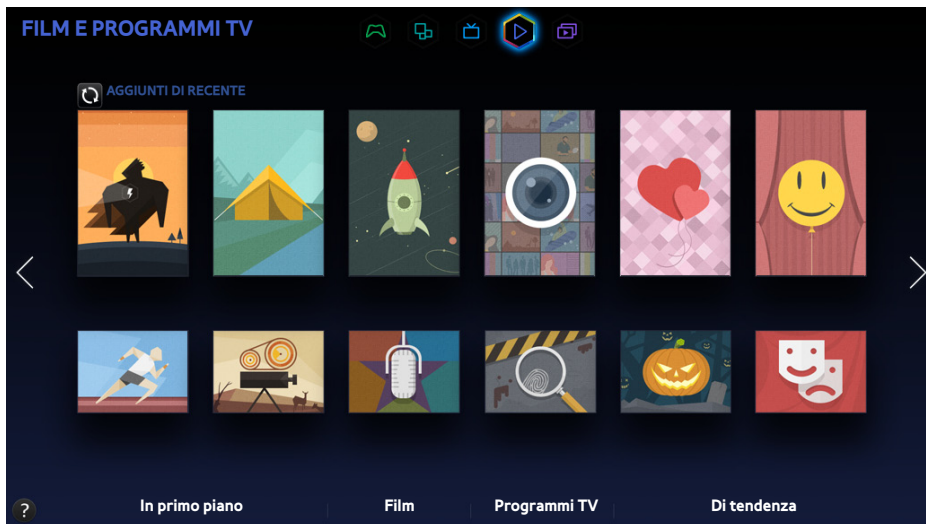 FILM E PROGRAMMI TV
AGGIUNTI DI RECENTE
?
In primo piano
Film
Programmi TV
Di tendenza